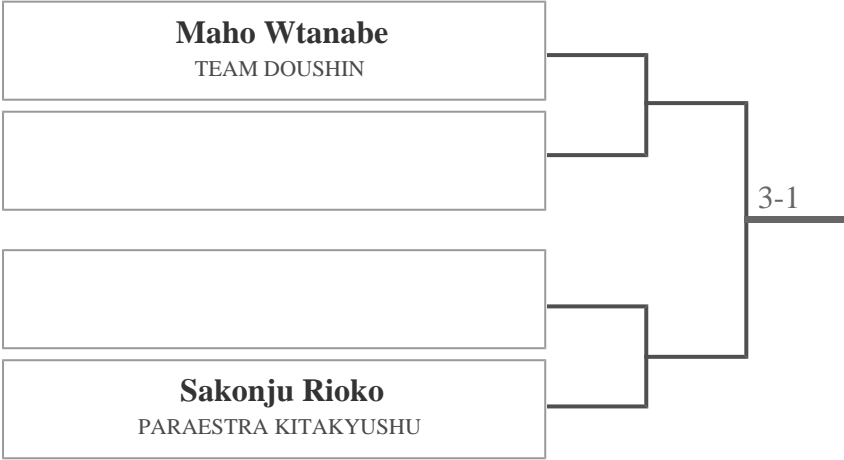 Maho Wtanabe
TEAM DOUSHIN
3-1
Sakonju Rioko
PARAESTRA KITAKYUSHU